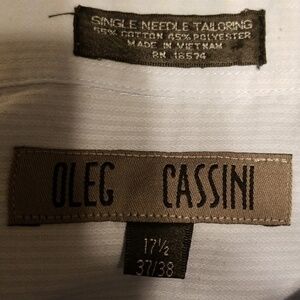 SINGLE NEEDLE TAILORING
55% COTTON 45% POLYESTER
MADE IN VIETNAM
RN 16574
OLEG CASSINI
17½
37/38